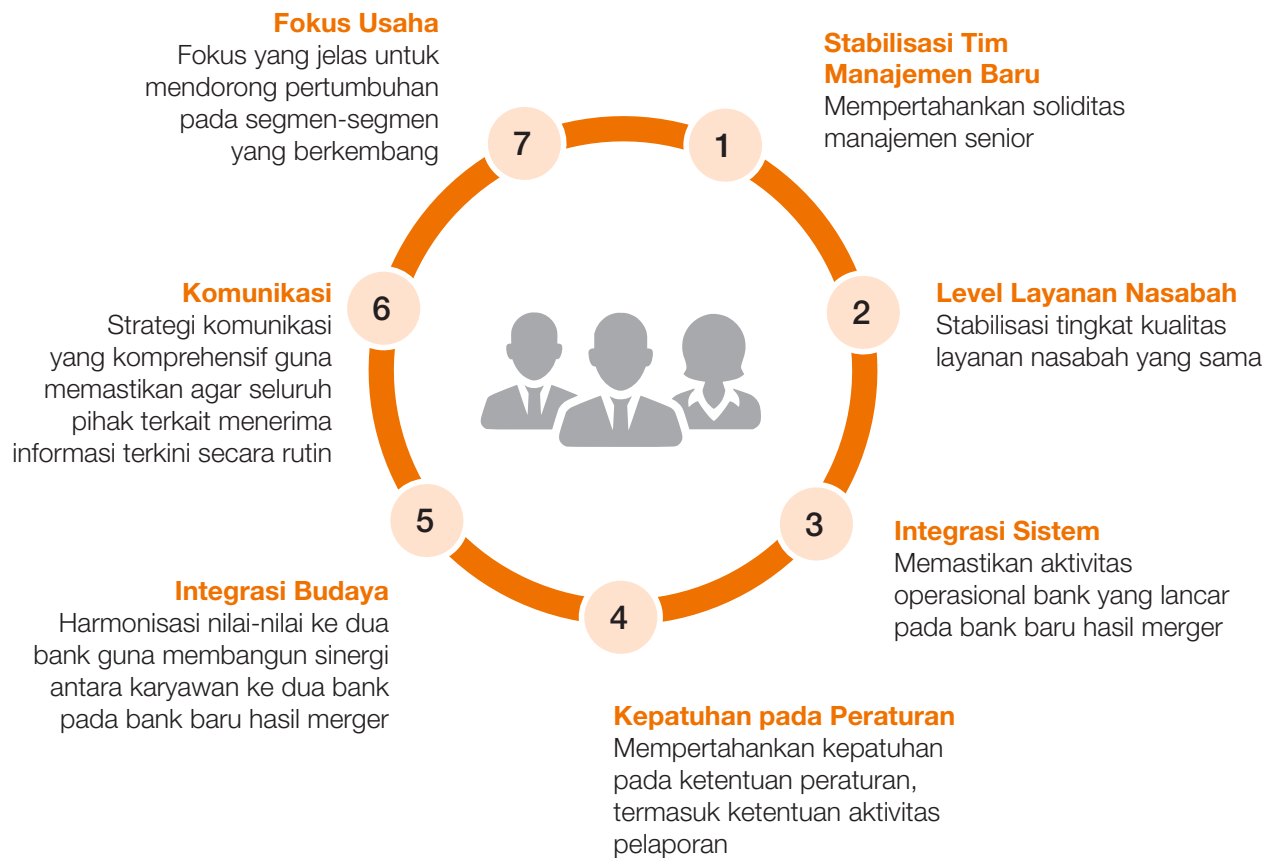 1
Stabilisasi Tim
Manajemen Baru
Mempertahankan soliditas
manajemen senior
2
Level Layanan Nasabah
Stabilisasi tingkat kualitas
layanan nasabah yang sama
3
Integrasi Sistem
Memastikan aktivitas
operasional bank yang lancar
pada bank baru hasil merger
4
Kepatuhan pada Peraturan
Mempertahankan kepatuhan
pada ketentuan peraturan,
termasuk ketentuan aktivitas
pelaporan
5
Integrasi Budaya
Harmonisasi nilai-nilai ke dua
bank guna membangun sinergi
antara karyawan ke dua bank
pada bank baru hasil merger
6
Komunikasi
Strategi komunikasi
yang komprehensif guna
memastikan agar seluruh
pihak terkait menerima
informasi terkini secara rutin
7
Fokus Usaha
Fokus yang jelas untuk
mendorong pertumbuhan
pada segmen-segmen
yang berkembang